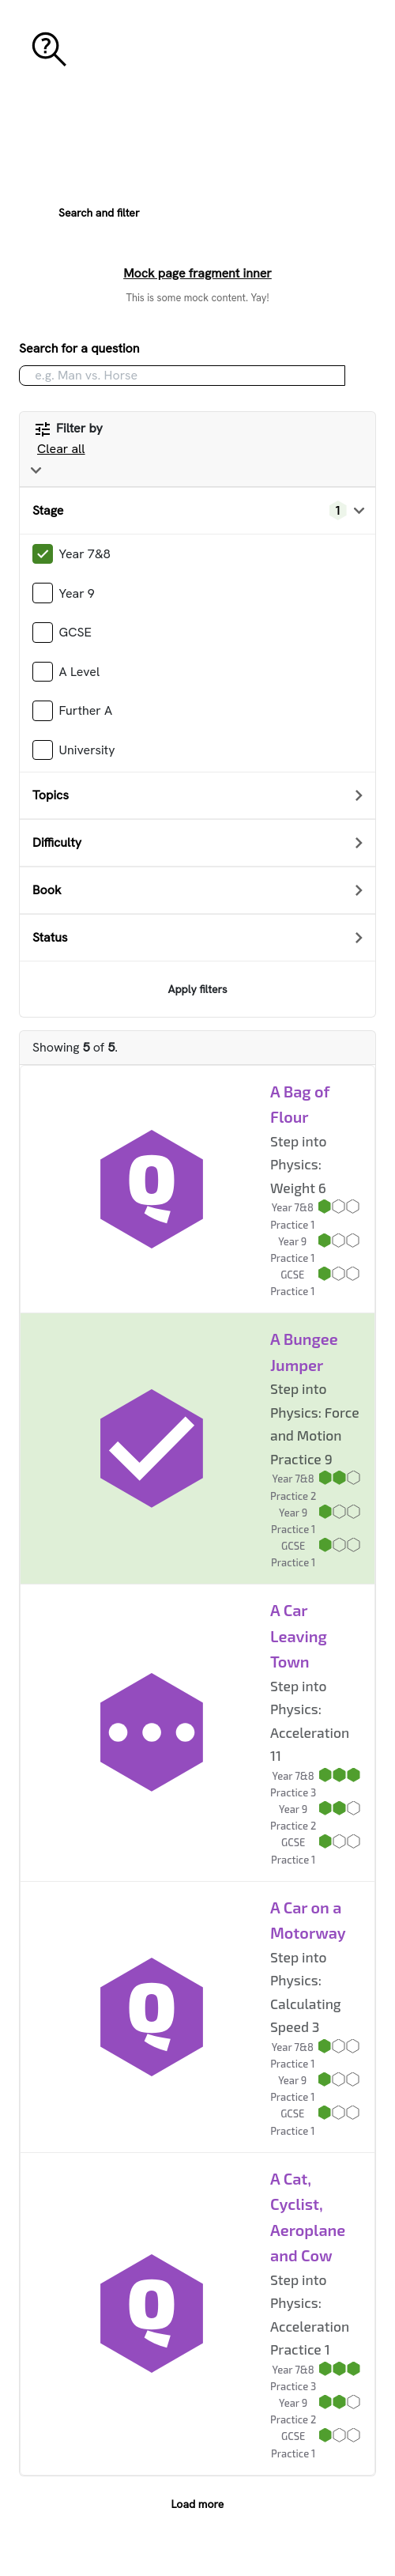 Search and filter
Mock page fragment inner
This is some mock content. Yay!
Search for a question
e.g. Man vs. Horse
Filter by
Clear all
Stage 1
Year 7&8
Year 9
GCSE
A Level
Further A
University
Topics
Difficulty
Book
Status
Apply filters
Showing 5 of 5.
Q
A Bag of
Flour
Step into
Physics:
Weight 6
Year 7&8
Practice 1
Year 9
Practice 1
GCSE
Practice 1
A Bungee
Jumper
Step into
Physics: Force
and Motion
Practice 9
Year 7&8
Practice 2
Year 9
Practice 1
GCSE
Practice 1
A Car
Leaving
Town
Step into
Physics:
Acceleration
11
Year 7&8
Practice 3
Year 9
Practice 2
GCSE
Practice 1
Q
A Car on a
Motorway
Step into
Physics:
Calculating
Speed 3
Year 7&8
Practice 1
Year 9
Practice 1
GCSE
Practice 1
Q
A Cat,
Cyclist,
Aeroplane
and Cow
Step into
Physics:
Acceleration
Practice 1
Year 7&8
Practice 3
Year 9
Practice 2
GCSE
Practice 1
Load more